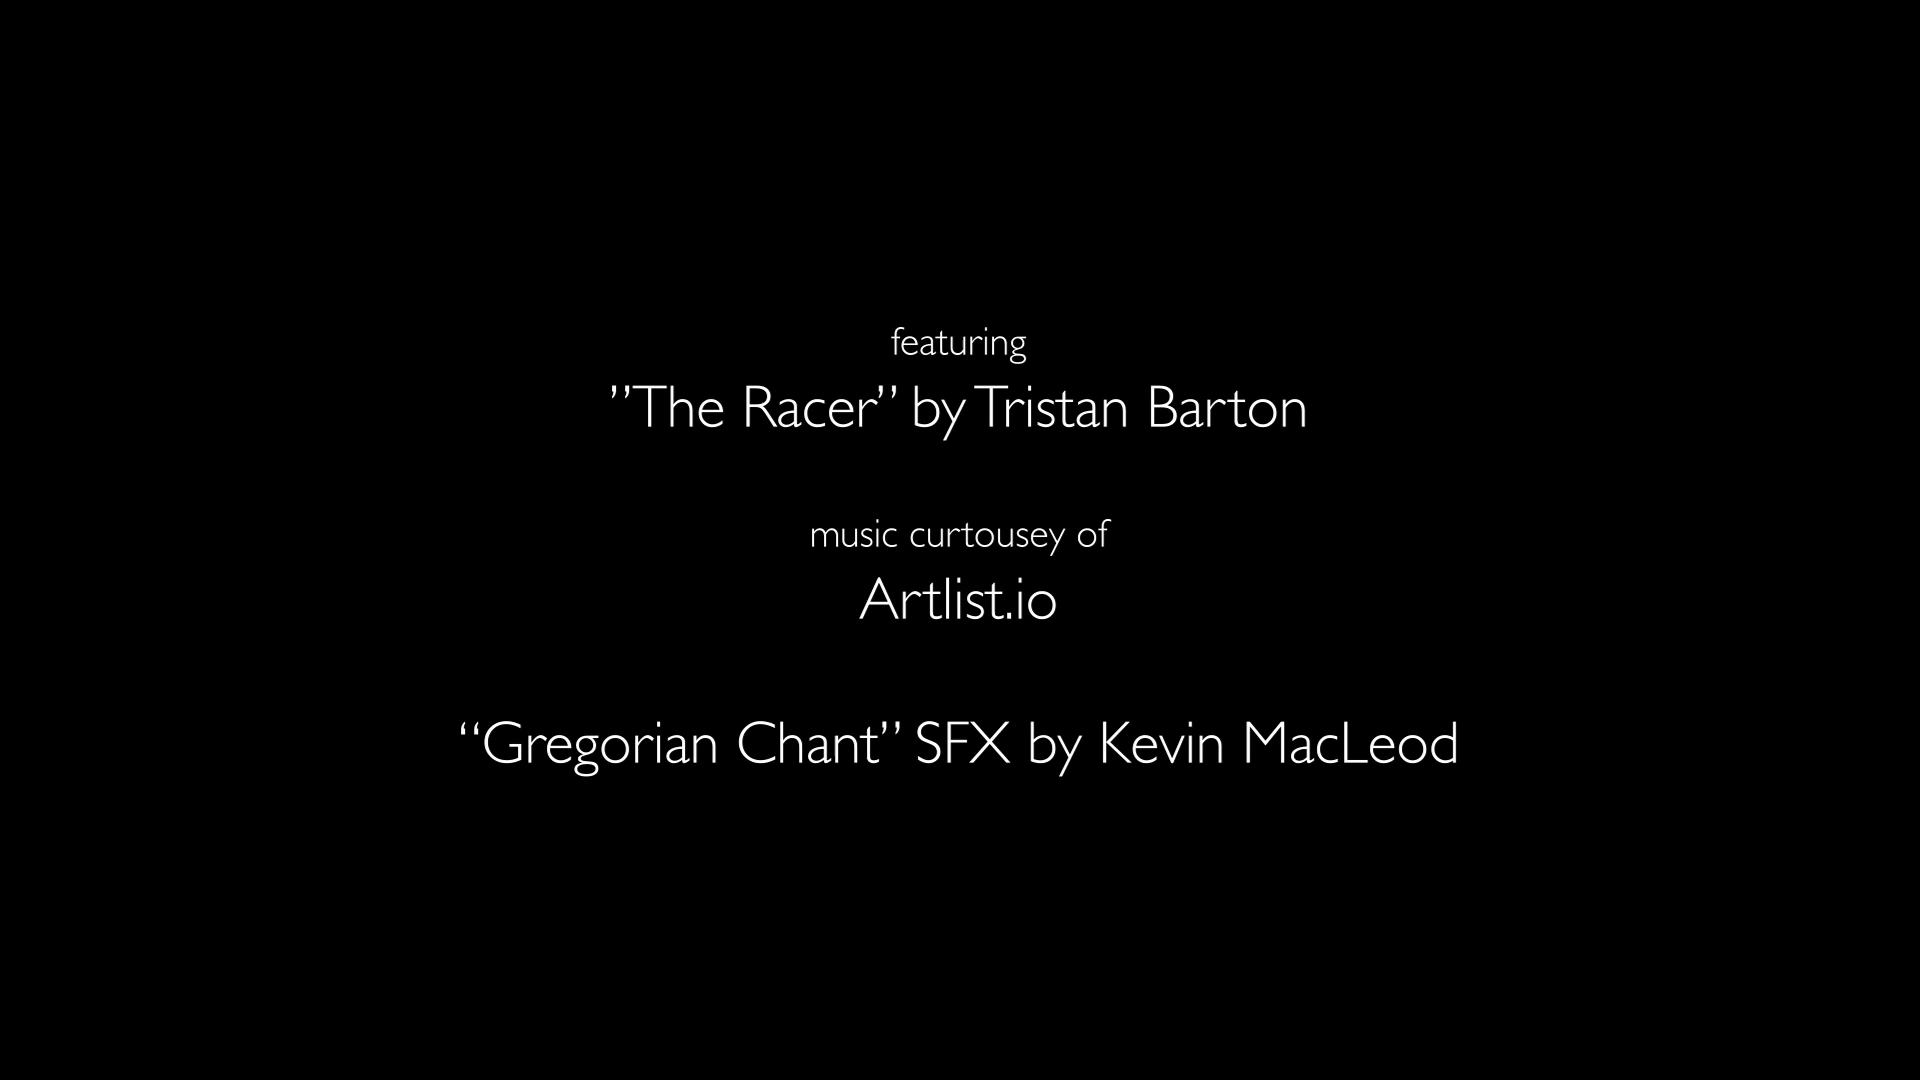 featuring
”The Racer” by Tristan Barton
music curtousey of
Artlist.io
“Gregorian Chant” SFX by Kevin MacLeod